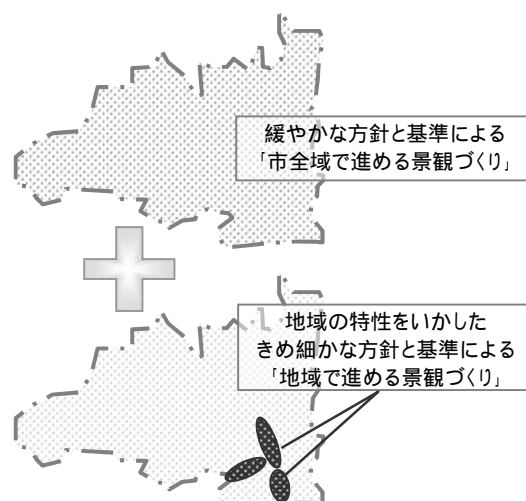 緩やかな方針と基準による
「市全域で進める景観づくり」
地域の特性をいかした
きめ細かな方針と基準による
「地域で進める景観づくり」